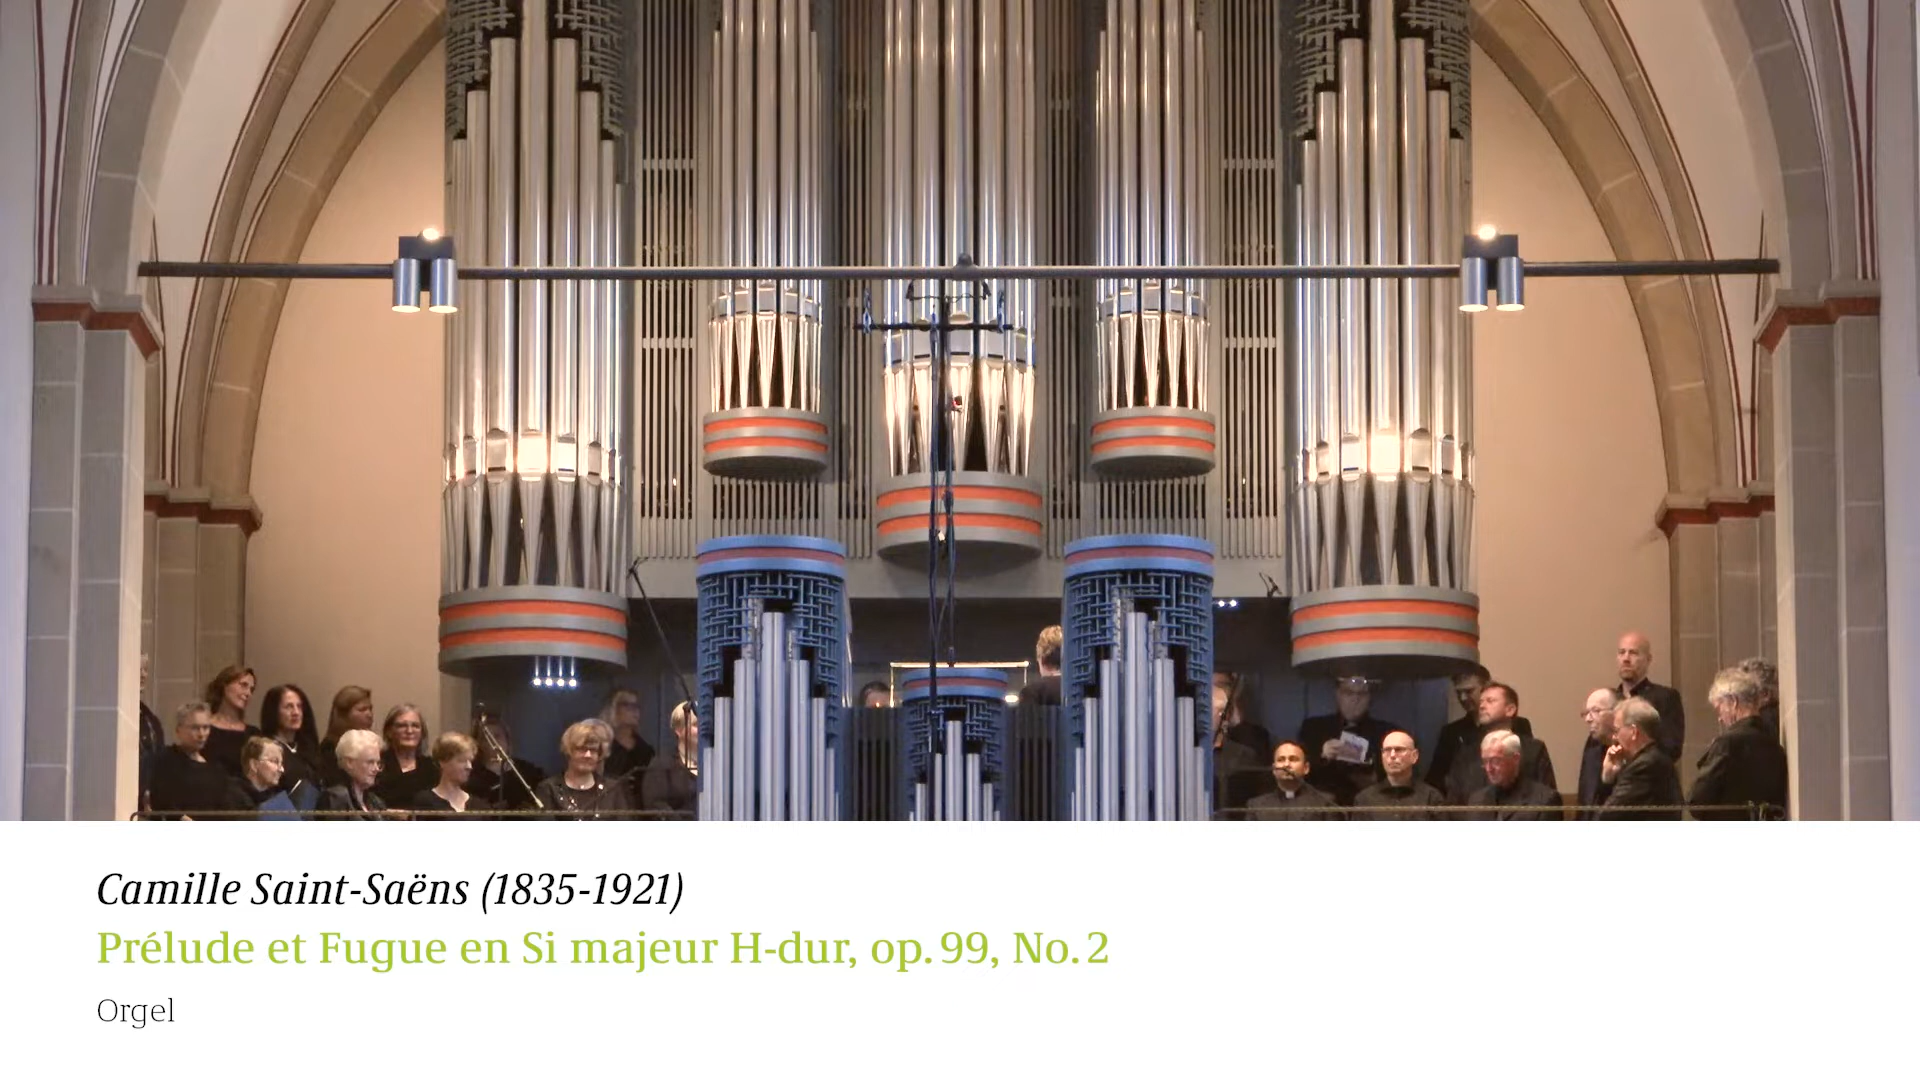 Camille Saint-Saëns (1835-1921)
Prélude et Fugue en Si majeur H-dur, op. 99, No. 2
Orgel